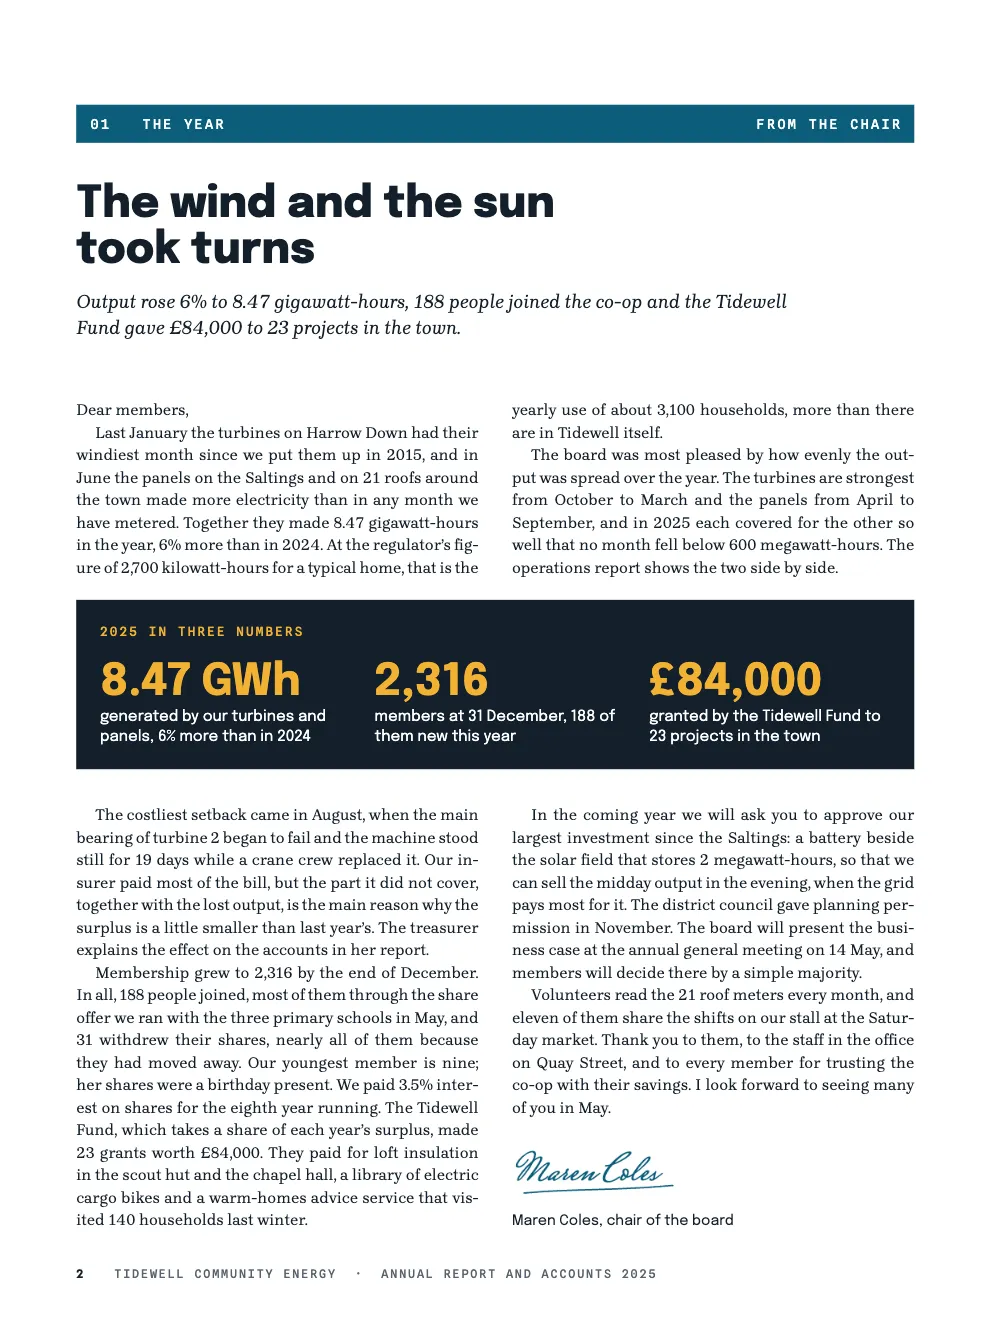 01 THE YEAR FROM THE CHAIR
The wind and the sun
took turns
Output rose 6% to 8.47 gigawatt-hours, 188 people joined the co-op and the Tidewell
Fund gave £84,000 to 23 projects in the town.
Dear members,
Last January the turbines on Harrow Down had their
windiest month since we put them up in 2015, and in
June the panels on the Saltings and on 21 roofs around
the town made more electricity than in any month we
have metered. Together they made 8.47 gigawatt-hours
in the year, 6% more than in 2024. At the regulator’s fig-
ure of 2,700 kilowatt-hours for a typical home, that is the
yearly use of about 3,100 households, more than there
are in Tidewell itself.
The board was most pleased by how evenly the out-
put was spread over the year. The turbines are strongest
from October to March and the panels from April to
September, and in 2025 each covered for the other so
well that no month fell below 600 megawatt-hours. The
operations report shows the two side by side.
2025 IN THREE NUMBERS
8.47 GWh
generated by our turbines and
panels, 6% more than in 2024
2,316
members at 31 December, 188 of
them new this year
£84,000
granted by the Tidewell Fund to
23 projects in the town
The costliest setback came in August, when the main
bearing of turbine 2 began to fail and the machine stood
still for 19 days while a crane crew replaced it. Our in-
surer paid most of the bill, but the part it did not cover,
together with the lost output, is the main reason why the
surplus is a little smaller than last year’s. The treasurer
explains the effect on the accounts in her report.
Membership grew to 2,316 by the end of December.
In all, 188 people joined, most of them through the share
offer we ran with the three primary schools in May, and
31 withdrew their shares, nearly all of them because
they had moved away. Our youngest member is nine;
her shares were a birthday present. We paid 3.5% inter-
est on shares for the eighth year running. The Tidewell
Fund, which takes a share of each year’s surplus, made
23 grants worth £84,000. They paid for loft insulation
in the scout hut and the chapel hall, a library of electric
cargo bikes and a warm-homes advice service that vis-
ited 140 households last winter.
In the coming year we will ask you to approve our
largest investment since the Saltings: a battery beside
the solar field that stores 2 megawatt-hours, so that we
can sell the midday output in the evening, when the grid
pays most for it. The district council gave planning per-
mission in November. The board will present the busi-
ness case at the annual general meeting on 14 May, and
members will decide there by a simple majority.
Volunteers read the 21 roof meters every month, and
eleven of them share the shifts on our stall at the Satur-
day market. Thank you to them, to the staff in the office
on Quay Street, and to every member for trusting the
co-op with their savings. I look forward to seeing many
of you in May.
Maren Coles
Maren Coles, chair of the board
2 TIDEWELL COMMUNITY ENERGY · ANNUAL REPORT AND ACCOUNTS 2025